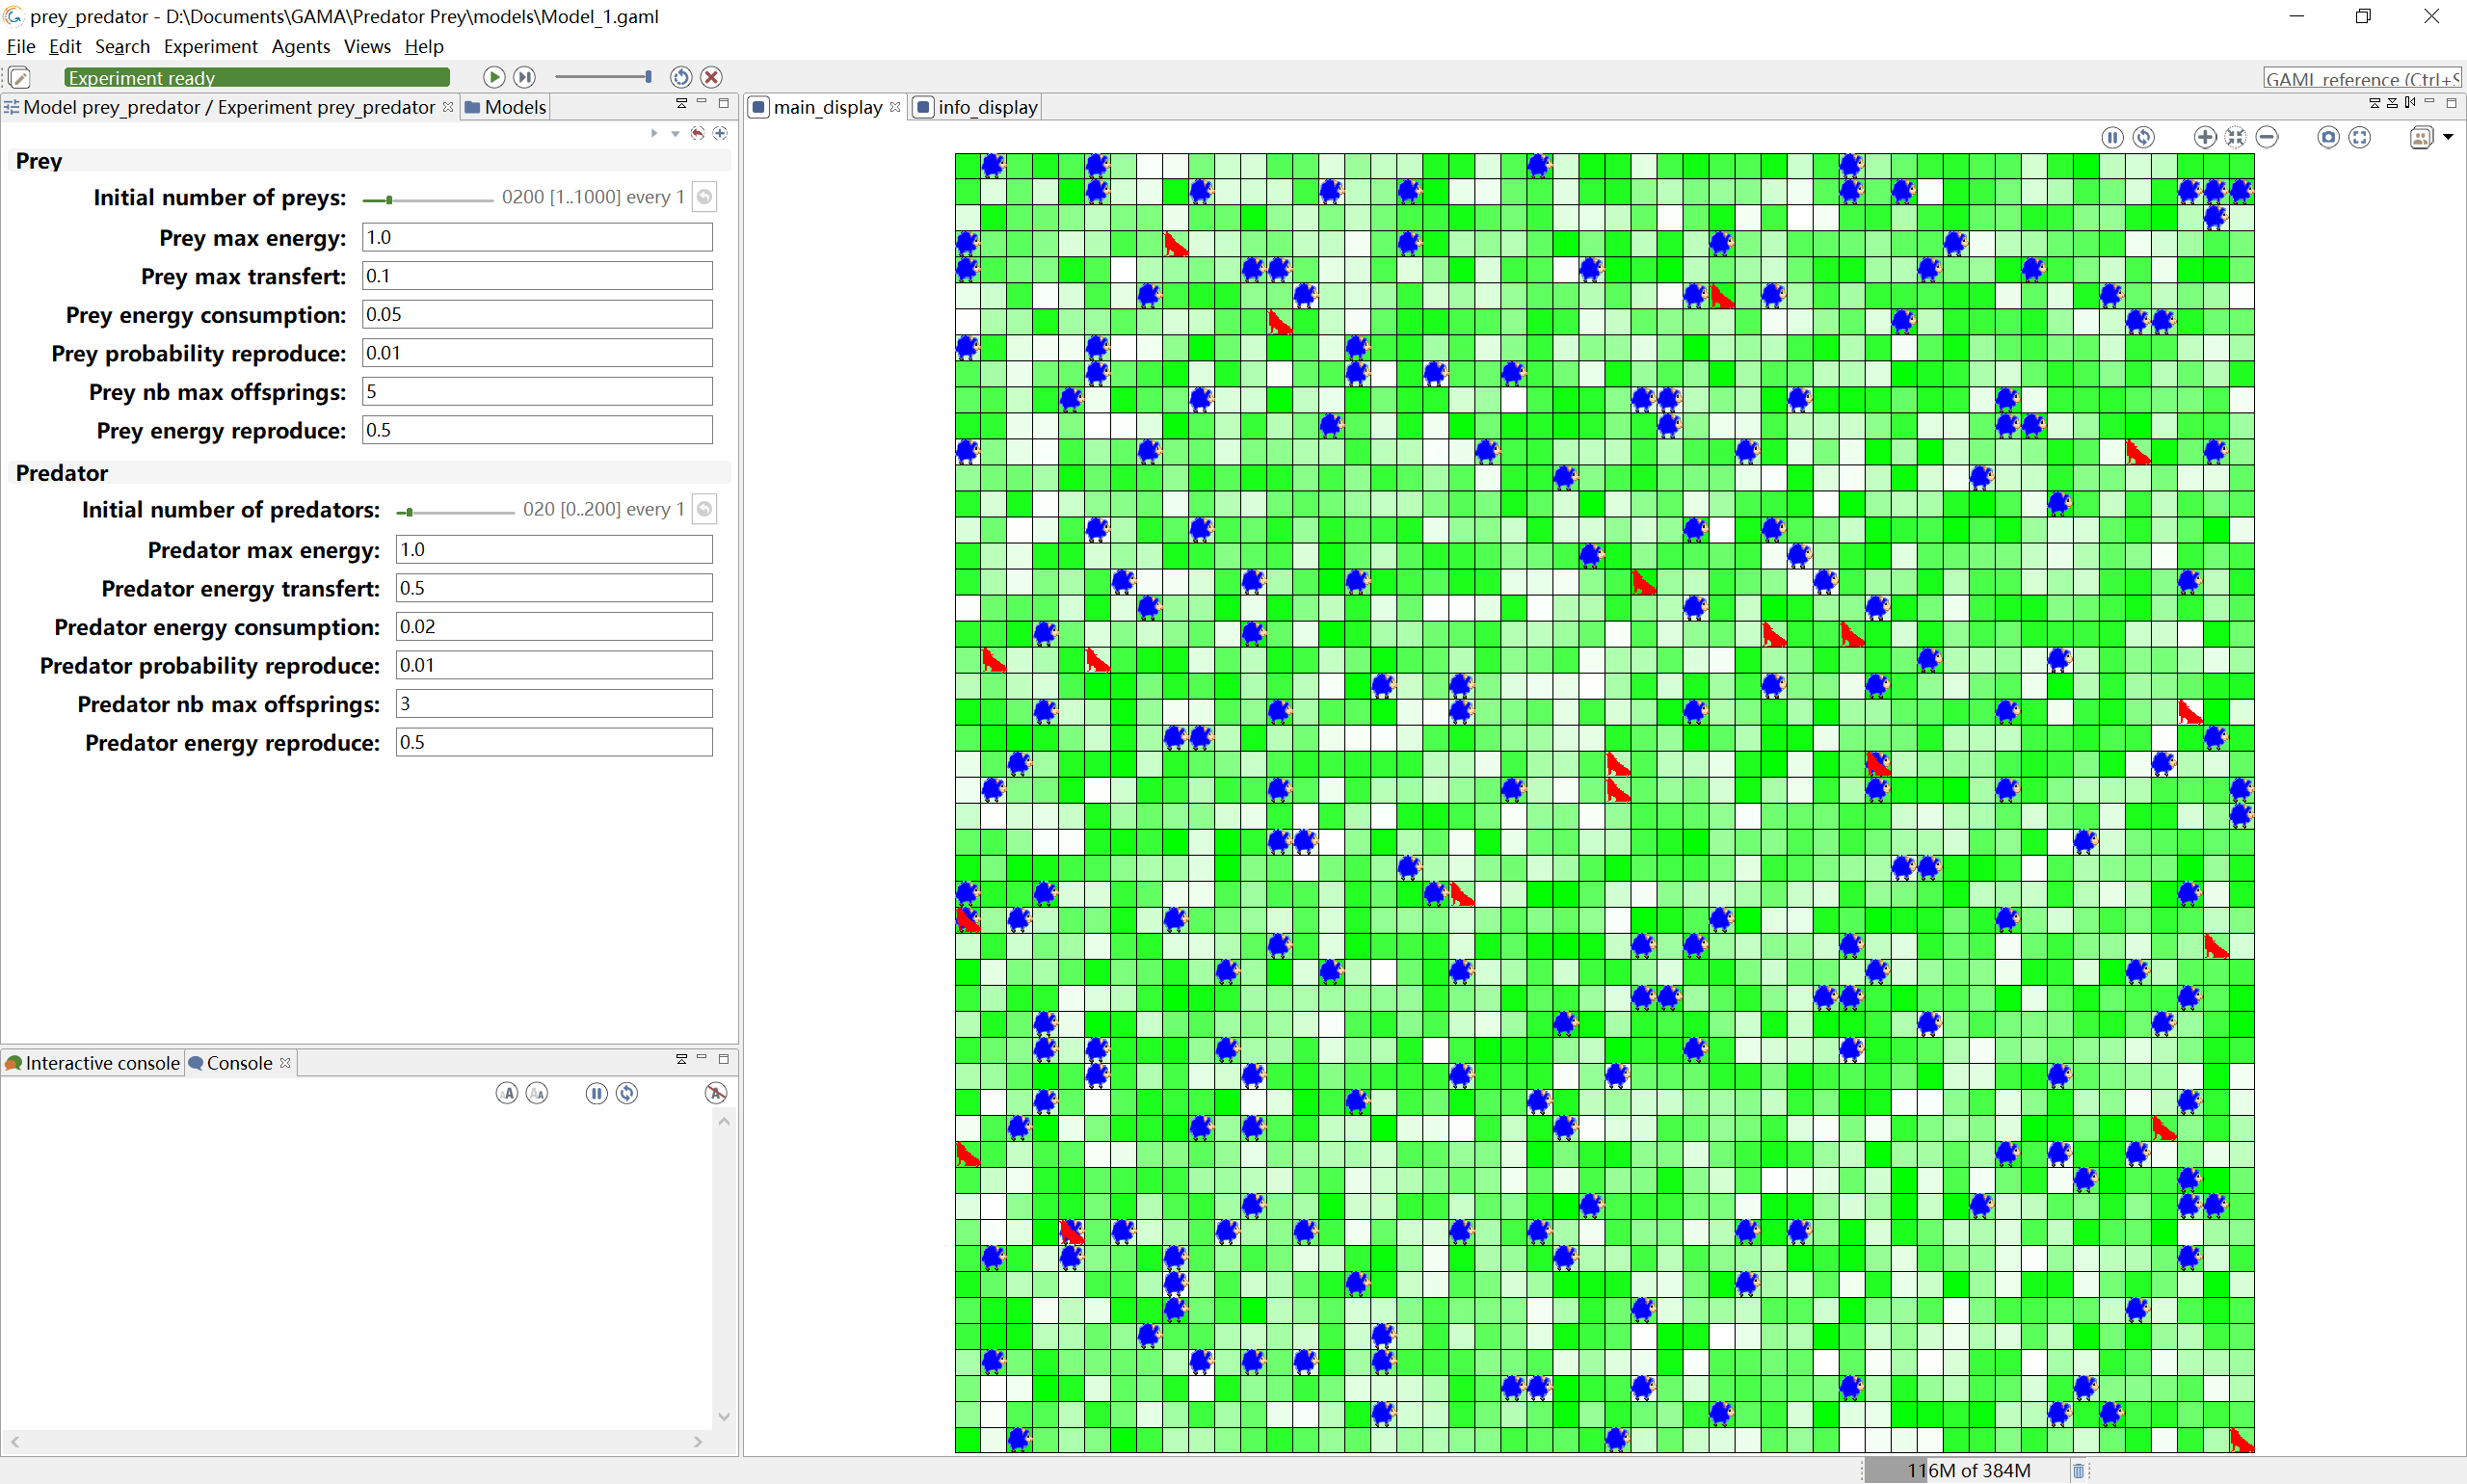 prey_predator - D:\Documents\GAMA\Predator Prey\models\Model_1.gaml
File Edit Search Experiment Agents Views Help
Experiment ready
GAML reference (Ctrl+S
Model prey_predator / Experiment prey_predator
Models
main_display
info_display
Prey
Initial number of preys: 0200 [1..1000] every 1
Prey max energy: 1.0
Prey max transfert: 0.1
Prey energy consumption: 0.05
Prey probability reproduce: 0.01
Prey nb max offsprings: 5
Prey energy reproduce: 0.5
Predator
Initial number of predators: 020 [0..200] every 1
Predator max energy: 1.0
Predator energy transfert: 0.5
Predator energy consumption: 0.02
Predator probability reproduce: 0.01
Predator nb max offsprings: 3
Predator energy reproduce: 0.5
Interactive console
Console
116M of 384M